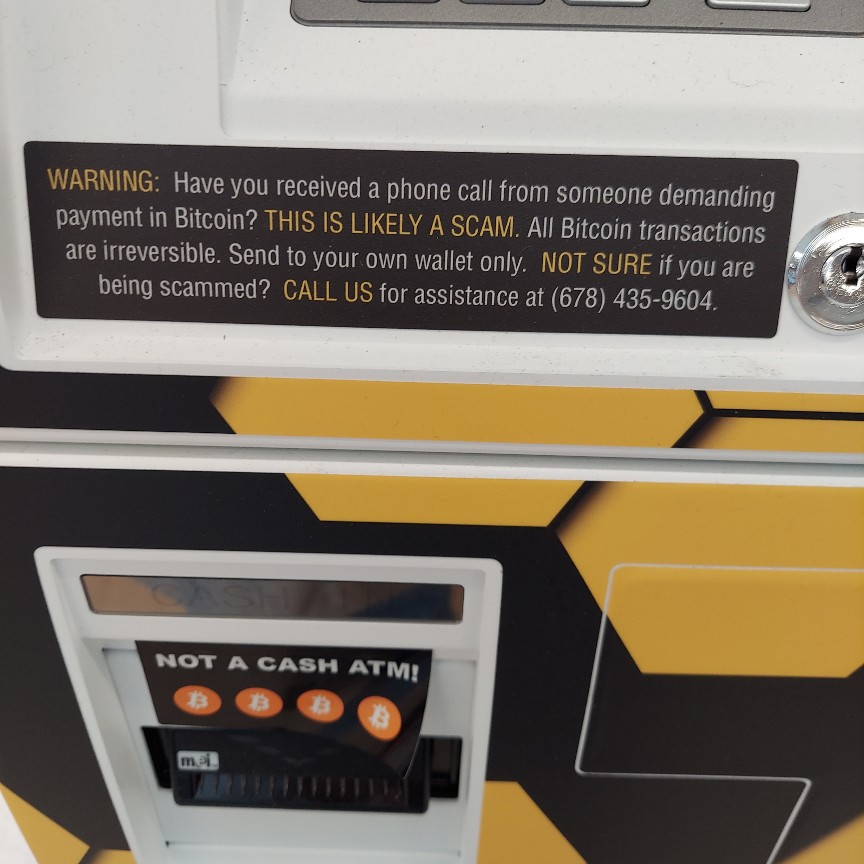 WARNING: Have you received a phone call from someone demanding
payment in Bitcoin? THIS IS LIKELY A SCAM. All Bitcoin transactions
are irreversible. Send to your own wallet only. NOT SURE if you are
being scammed? CALL US for assistance at (678) 435-9604.
CASH
NOT A CASH ATM!
mei